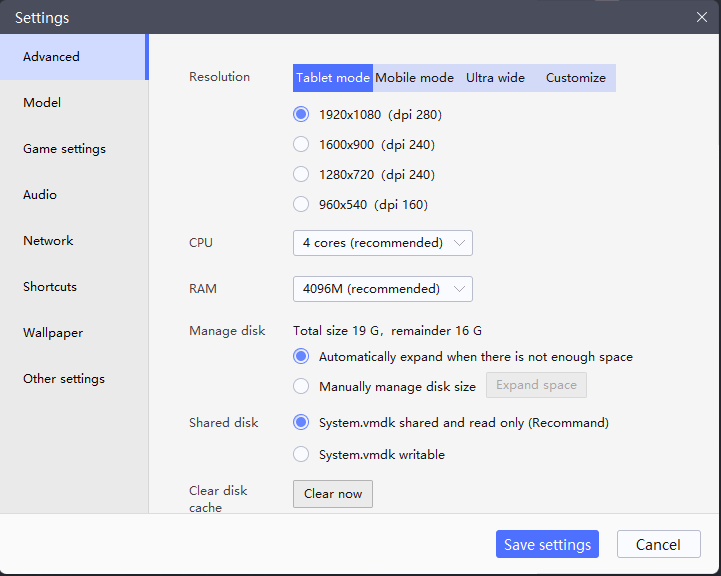 Settings
Advanced
Model
Game settings
Audio
Network
Shortcuts
Wallpaper
Other settings
Resolution
Tablet mode Mobile mode Ultra wide Customize
1920x1080 (dpi 280)
1600x900 (dpi 240)
1280x720 (dpi 240)
960x540 (dpi 160)
CPU
4 cores (recommended)
RAM
4096M (recommended)
Manage disk
Total size 19 G, remainder 16 G
Automatically expand when there is not enough space
Manually manage disk size
Expand space
Shared disk
System.vmdk shared and read only (Recommand)
System.vmdk writable
Clear disk
cache
Clear now
Save settings
Cancel